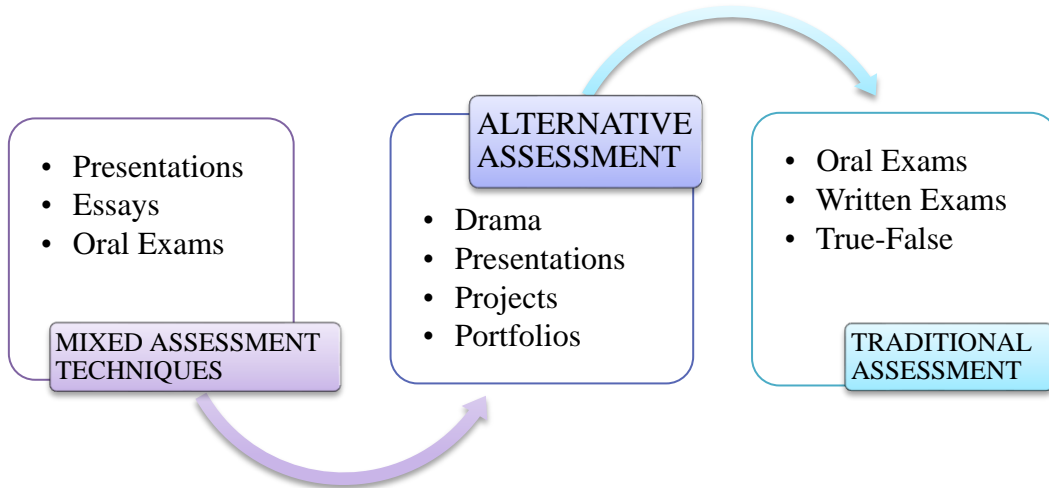 • Presentations
• Essays
• Oral Exams
MIXED ASSESSMENT
TECHNIQUES
ALTERNATIVE
ASSESSMENT
• Drama
• Presentations
• Projects
• Portfolios
• Oral Exams
• Written Exams
• True-False
TRADITIONAL
ASSESSMENT